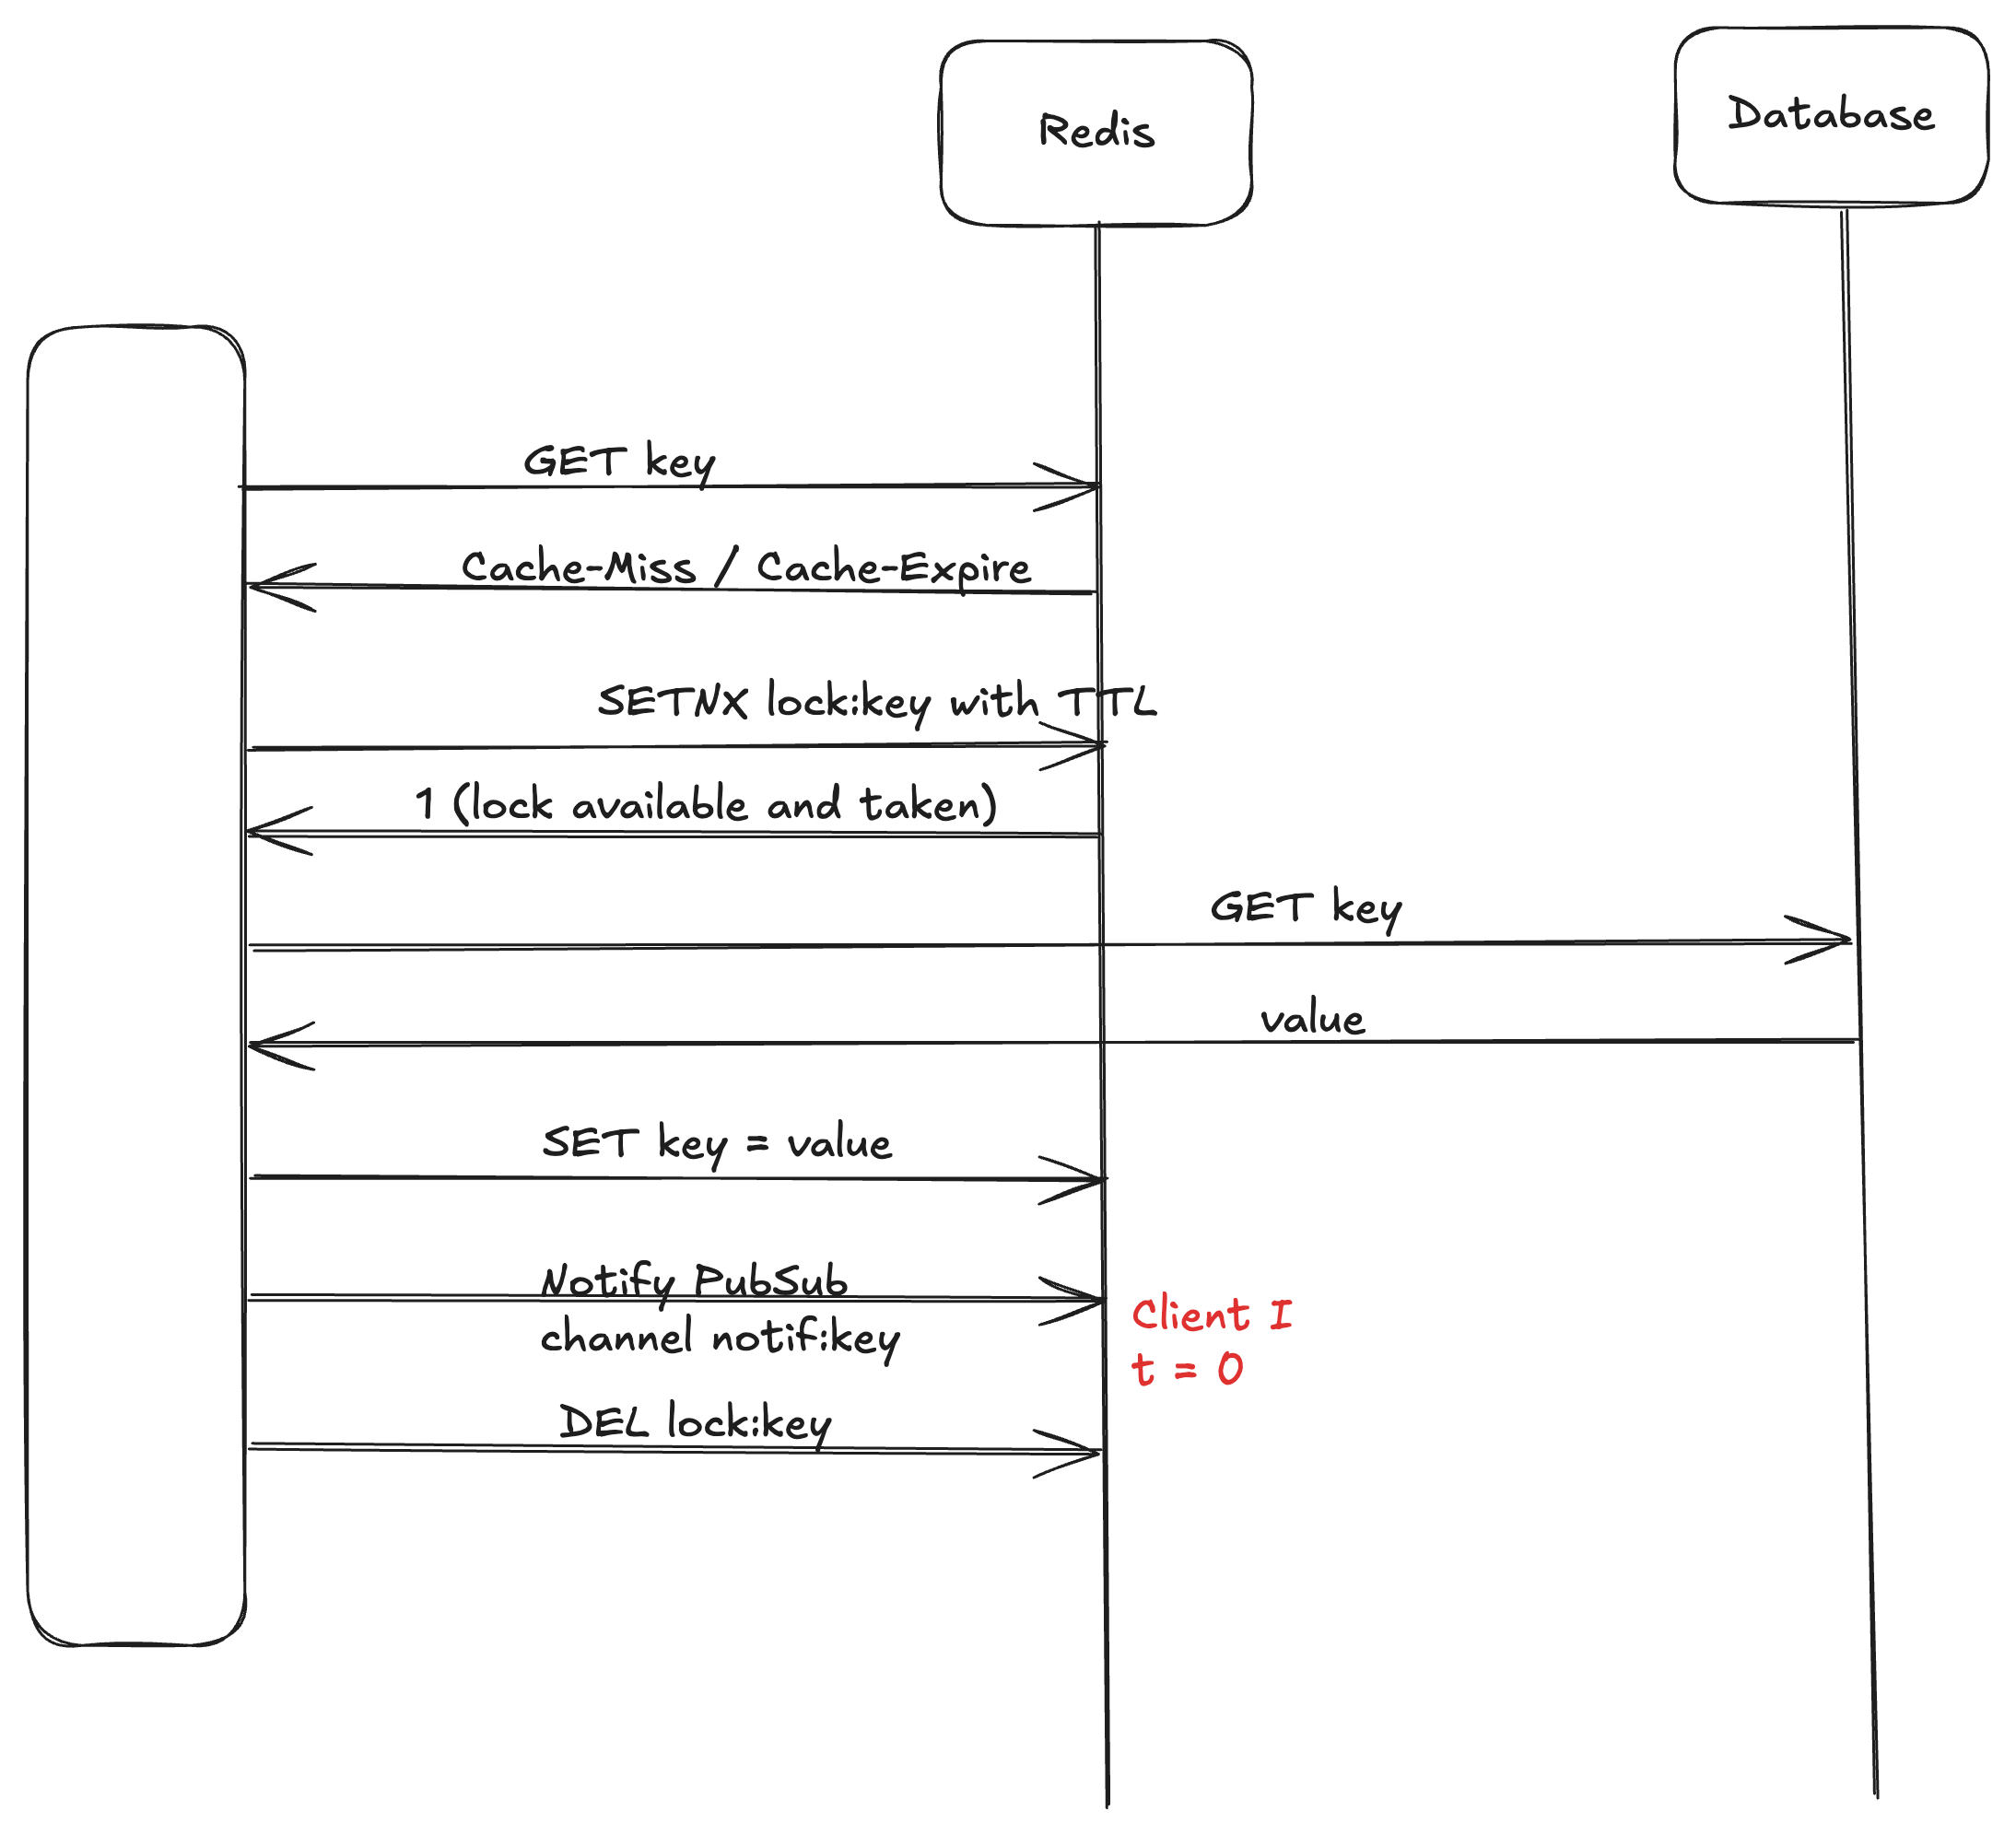 Redis
Database
GET key
Cache-Miss / Cache-Expire
SETNX lock:key with TTL
1 (lock available and taken)
GET key
value
SET key = value
Notify PubSub
channel notif:key
Client I
t = 0
DEL lock:key